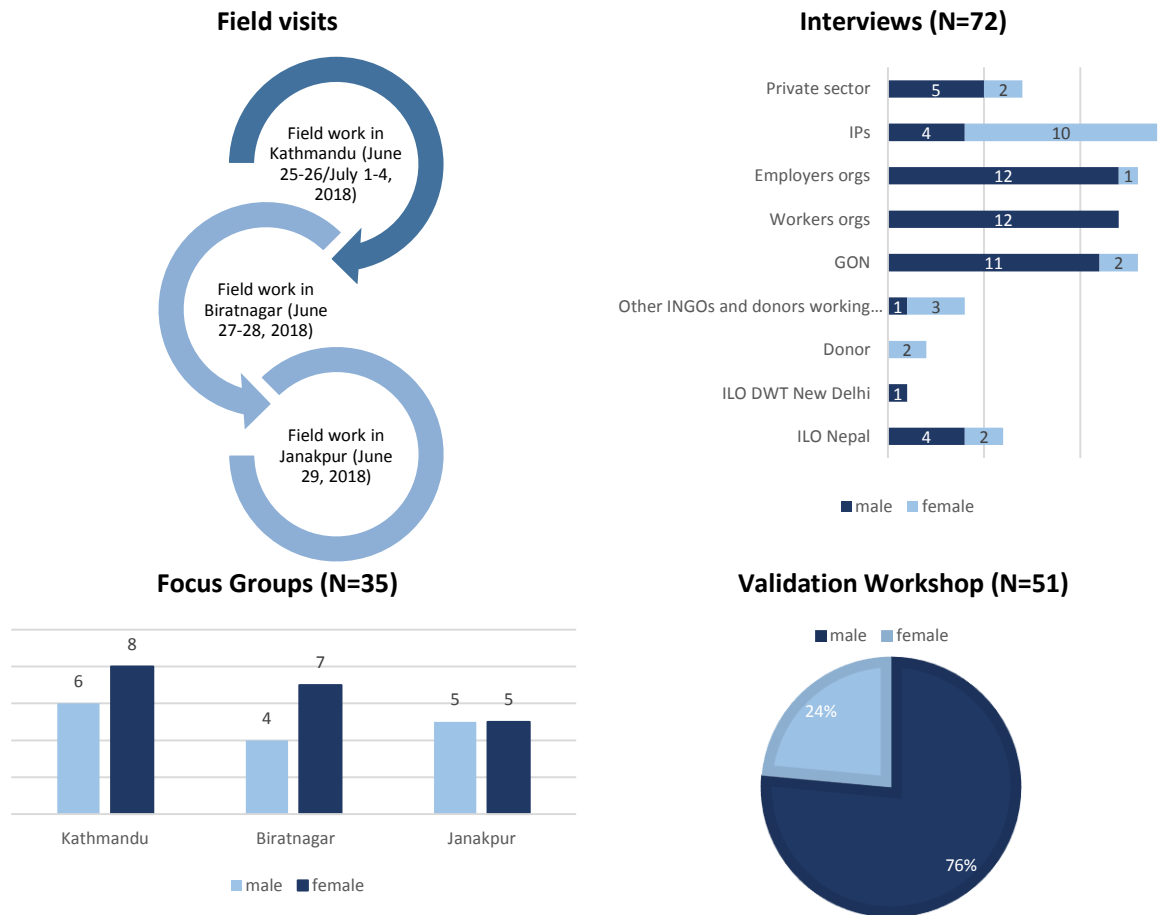 Field visits
Field work in
Kathmandu (June
25-26/July 1-4,
2018)
Field work in
Biratnagar (June
27-28, 2018)
Field work in
Janakpur (June
29, 2018)
Interviews (N=72)
Private sector 5 2
IPs 4 10
Employers orgs 12 1
Workers orgs 12
GON 11 2
Other INGOs and donors working… 1 3
Donor 2
ILO DWT New Delhi 1
ILO Nepal 4 2
male female
Focus Groups (N=35)
6 8 4 7 5 5
Kathmandu Biratnagar Janakpur
male female
Validation Workshop (N=51)
male female
24%
76%